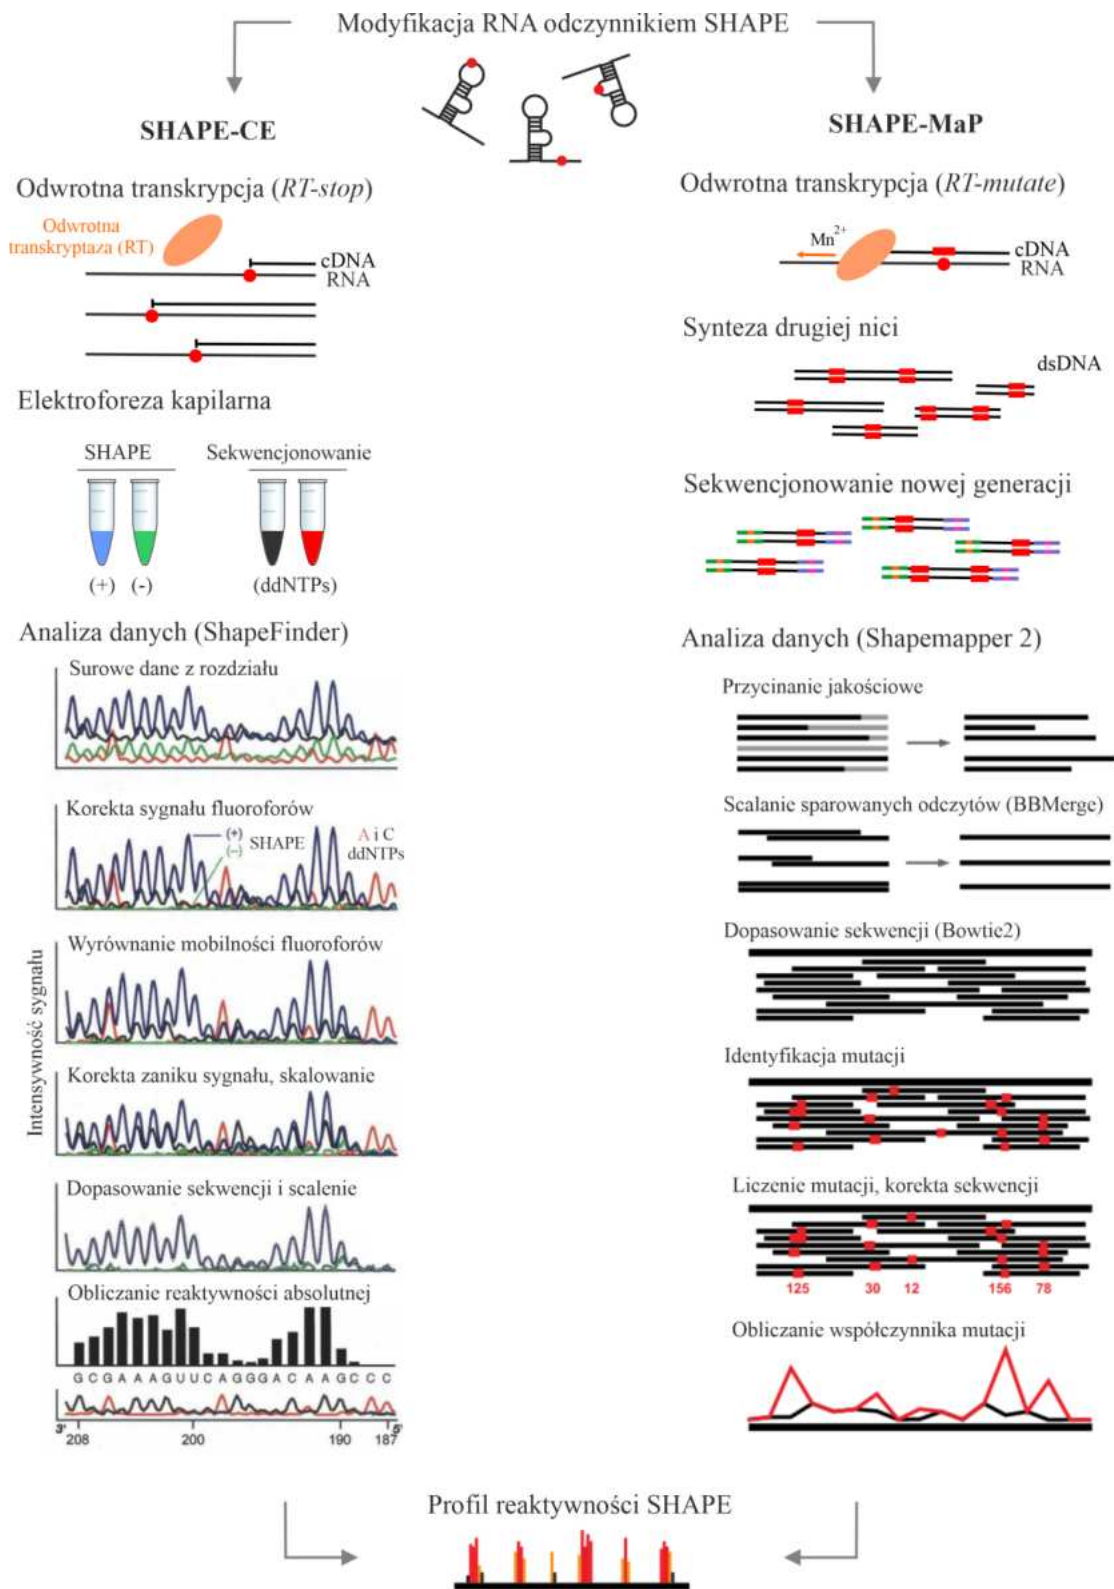 Modyfikacja RNA odczynnikiem SHAPE
SHAPE-CE
Odwrotna transkrypcja (RT-stop)
Odwrotna
transkryptaza (RT)
cDNA
RNA
Elektroforeza kapilarna
SHAPE
Sekwencjonowanie
(+)
(-)
(ddNTPs)
Analiza danych (ShapeFinder)
Surowe dane z rozdziału
Korekta sygnału fluoroforów
(+)
(−)
SHAPE
A i C
ddNTPs
Wyrównanie mobilności fluoroforów
Intensywność sygnału
Korekta zaniku sygnału, skalowanie
Dopasowanie sekwencji i scalenie
Obliczanie reaktywności absolutnej
G C G A A A G U U C A G G G A C A A G C C C
3' 5'
208 200 190 187
SHAPE-MaP
Odwrotna transkrypcja (RT-mutate)
Mn2+
cDNA
RNA
Synteza drugiej nici
dsDNA
Sekwencjonowanie nowej generacji
Analiza danych (Shapemapper 2)
Przycinanie jakościowe
Scalanie sparowanych odczytów (BBMerge)
Dopasowanie sekwencji (Bowtie2)
Identyfikacja mutacji
Liczenie mutacji, korekta sekwencji
125 30 12 156 78
Obliczanie współczynnika mutacji
Profil reaktywności SHAPE